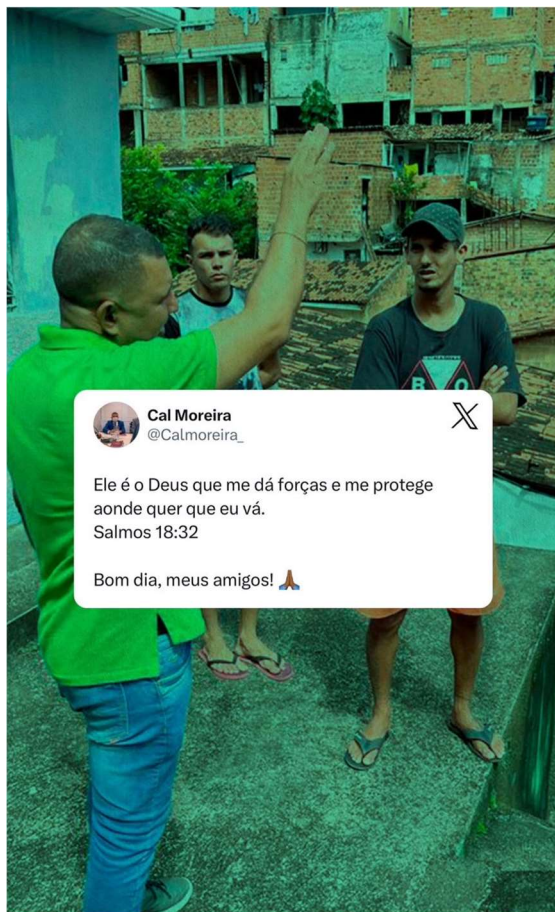 Cal Moreira
@Calmoreira_
Ele é o Deus que me dá forças e me protege
aonde quer que eu vá.
Salmos 18:32
Bom dia, meus amigos! 🙏🏾
B O